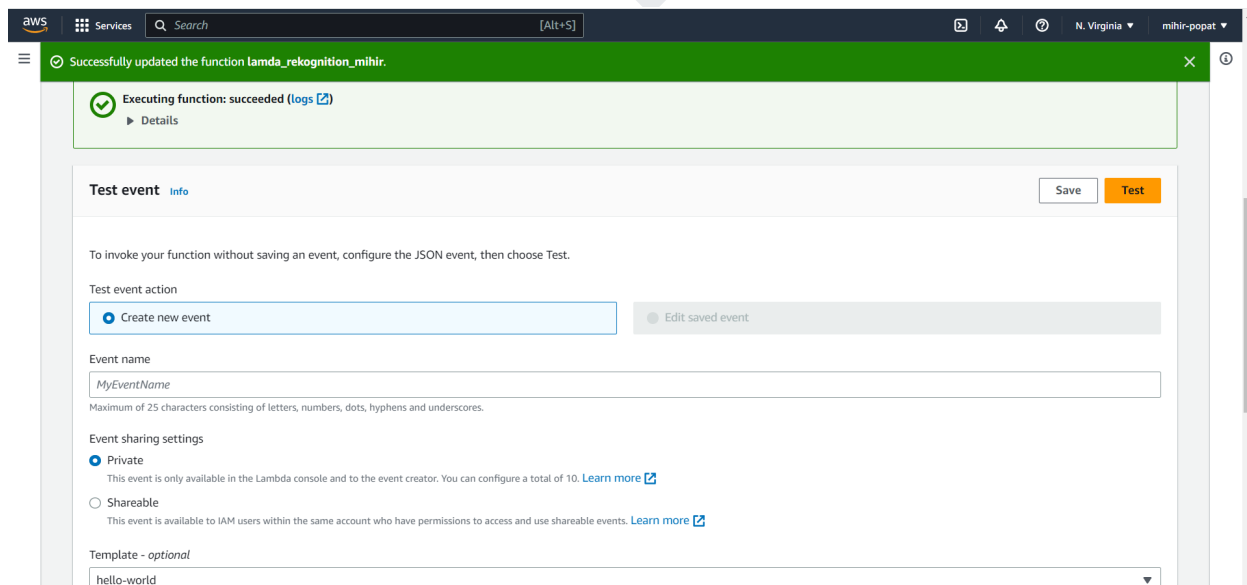 aws
Services
Search [Alt+S]
N. Virginia
mihir-popat
Successfully updated the function lamda_rekognition_mihir.
Executing function: succeeded (logs)
Details
Test event Info
Save
Test
To invoke your function without saving an event, configure the JSON event, then choose Test.
Test event action
Create new event
Edit saved event
Event name
MyEventName
Maximum of 25 characters consisting of letters, numbers, dots, hyphens and underscores.
Event sharing settings
Private
This event is only available in the Lambda console and to the event creator. You can configure a total of 10. Learn more
Shareable
This event is available to IAM users within the same account who have permissions to access and use shareable events. Learn more
Template - optional
hello-world